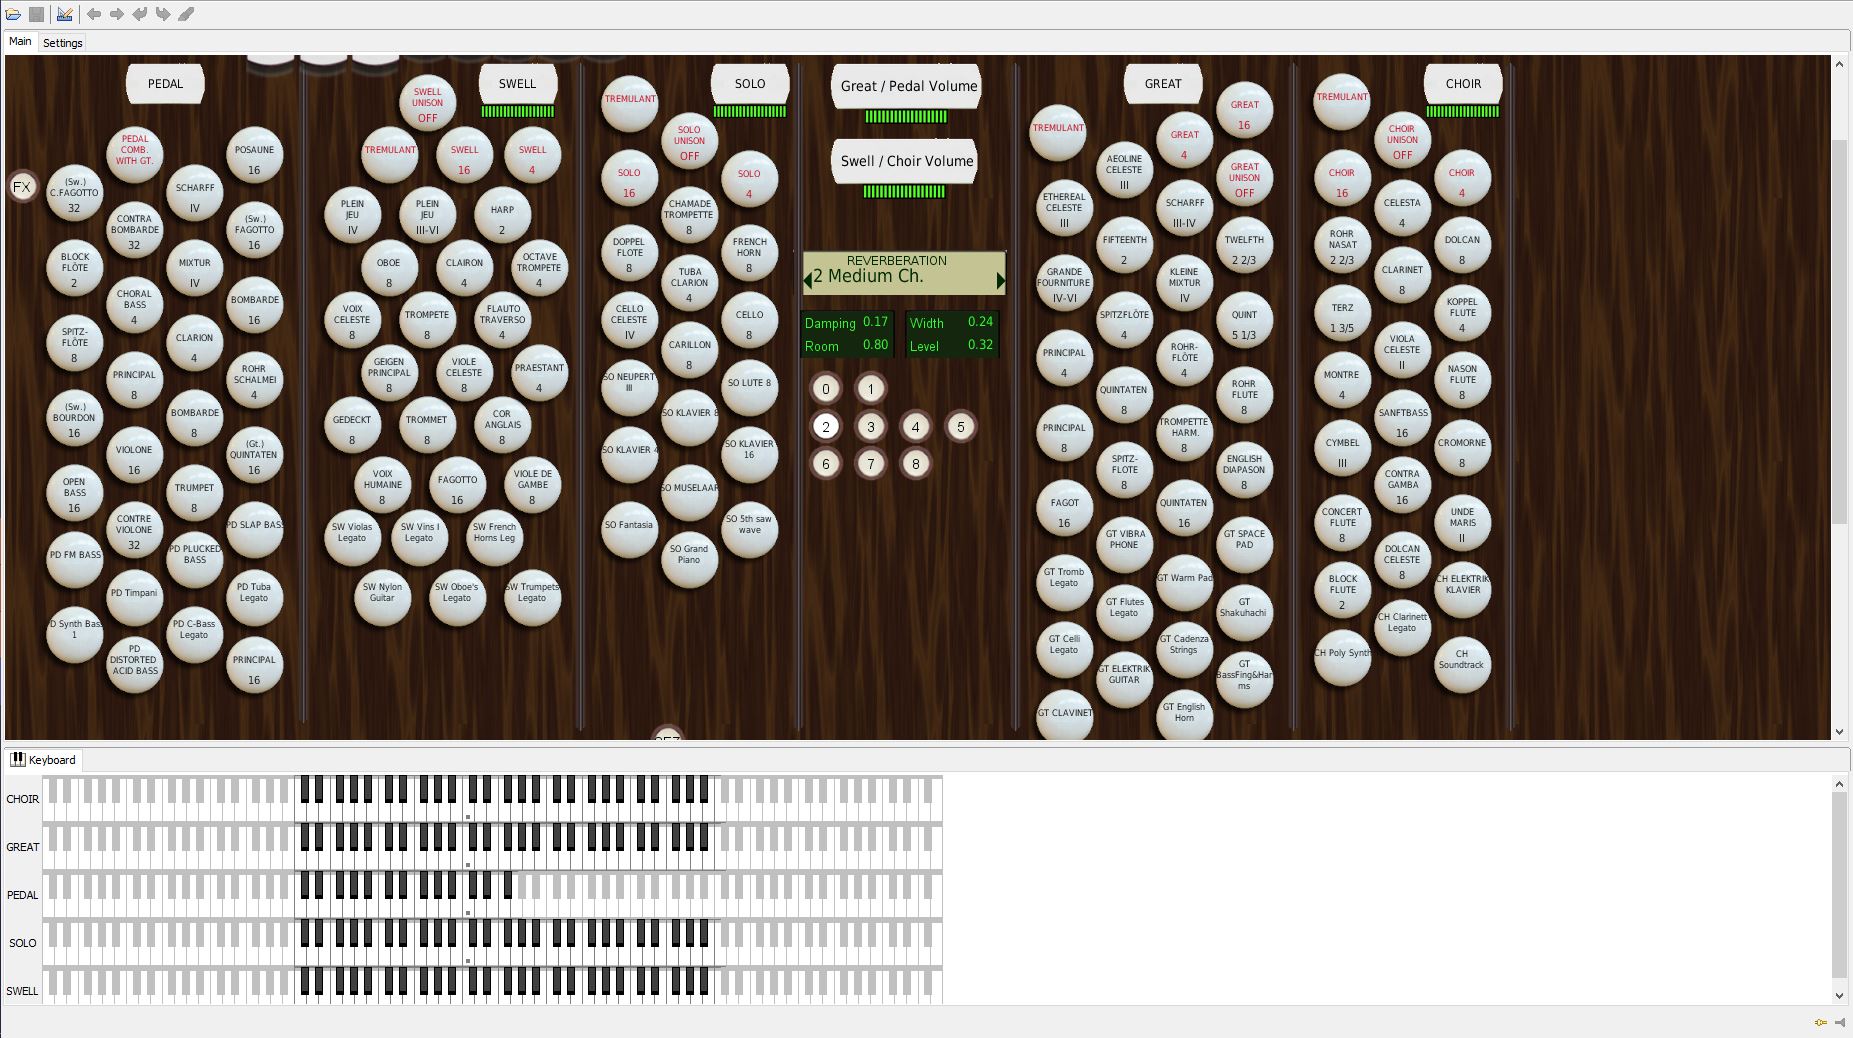 Main
Settings
PEDAL
PEDAL
COMB.
WITH GT.
POSAUNE
16
(Sw.)
C.FAGOTTO
32
SCHARFF
IV
CONTRA
BOMBARDE
32
(Sw.)
FAGOTTO
16
BLOCK
FLÖTE
2
MIXTUR
IV
CHORAL
BASS
4
BOMBARDE
16
SPITZ-
FLÖTE
8
CLARION
4
PRINCIPAL
8
ROHR
SCHALMEI
4
(Sw.)
BOURDON
16
BOMBARDE
8
VIOLONE
16
(Gt.)
QUINTATEN
16
OPEN
BASS
16
TRUMPET
8
CONTRE
VIOLONE
32
PD SLAP BASS
PD FM BASS
PD PLUCKED
BASS
PD Timpani
PD Tuba
Legato
D Synth Bas
1
PD C-Bass
Legato
PD
DISTORTED
ACID BASS
PRINCIPAL
16
FX
SWELL
SWELL
UNISON
OFF
TREMULANT
SWELL
16
SWELL
4
PLEIN
JEU
IV
PLEIN
JEU
III-VI
HARP
2
OBOE
8
CLAIRON
4
OCTAVE
TROMPETE
4
VOIX
CELESTE
8
TROMPETE
8
FLAUTO
TRAVERSO
4
GEIGEN
PRINCIPAL
8
VIOLE
CELESTE
8
PRAESTANT
4
GEDECKT
8
TROMMET
8
COR
ANGLAIS
8
VOIX
HUMAINE
8
FAGOTTO
16
VIOLE DE
GAMBE
8
SW Violas
Legato
SW Vlns I
Legato
SW French
Horns Leg
SW Nylon
Guitar
SW Oboe's
Legato
SW Trumpets
Legato
SOLO
TREMULANT
SOLO
UNISON
OFF
SOLO
16
SOLO
4
CHAMADE
TROMPETTE
8
DOPPEL
FLOTE
8
FRENCH
HORN
8
TUBA
CLARION
4
CELLO
CELESTE
IV
CELLO
8
CARILLON
8
SO NEUPERT
III
SO LUTE 8
SO KLAVIER 8
SO KLAVIER 4
SO KLAVIER
16
SO MUSELAAR
SO Fantasia
SO 5th saw
wave
SO Grand
Piano
Great / Pedal Volume
Swell / Choir Volume
REVERBERATION
2 Medium Ch.
Damping 0.17
Room 0.80
Width 0.24
Level 0.32
0 1
2 3 4 5
6 7 8
GREAT
GREAT
16
TREMULANT
GREAT
4
AEOLINE
CELESTE
III
GREAT
UNISON
OFF
ETHEREAL
CELESTE
III
SCHARFF
III-IV
FIFTEENTH
2
TWELFTH
2 2/3
GRANDE
FOURNITURE
IV-VI
KLEINE
MIXTUR
IV
SPITZFLÖTE
4
QUINT
5 1/3
PRINCIPAL
4
ROHR-
FLÖTE
4
QUINTATEN
8
ROHR
FLUTE
8
PRINCIPAL
8
TROMPETTE
HARM.
8
SPITZ-
FLOTE
8
ENGLISH
DIAPASON
8
FAGOT
16
QUINTATEN
16
GT VIBRA
PHONE
GT SPACE
PAD
GT Tromb
Legato
GT Warm Pad
GT Flutes
Legato
GT
Shakuhachi
GT Celli
Legato
GT Cadenza
Strings
GT ELEKTRIK
GUITAR
GT
BassFing&Har
ms
GT CLAVINET
GT English
Horn
CHOIR
TREMULANT
CHOIR
UNISON
OFF
CHOIR
16
CHOIR
4
CELESTA
4
ROHR
NASAT
2 2/3
DOLCAN
8
CLARINET
8
TERZ
1 3/5
KOPPEL
FLUTE
4
VIOLA
CELESTE
II
MONTRE
4
NASON
FLUTE
8
SANFTBASS
16
CYMBEL
III
CROMORNE
8
CONTRA
GAMBA
16
CONCERT
FLUTE
8
UNDE
MARIS
II
DOLCAN
CELESTE
8
BLOCK
FLUTE
2
CH ELEKTRIK
KLAVIER
CH Clarinett
Legato
CH Poly Synth
CH
Soundtrack
Keyboard
CHOIR
GREAT
PEDAL
SOLO
SWELL